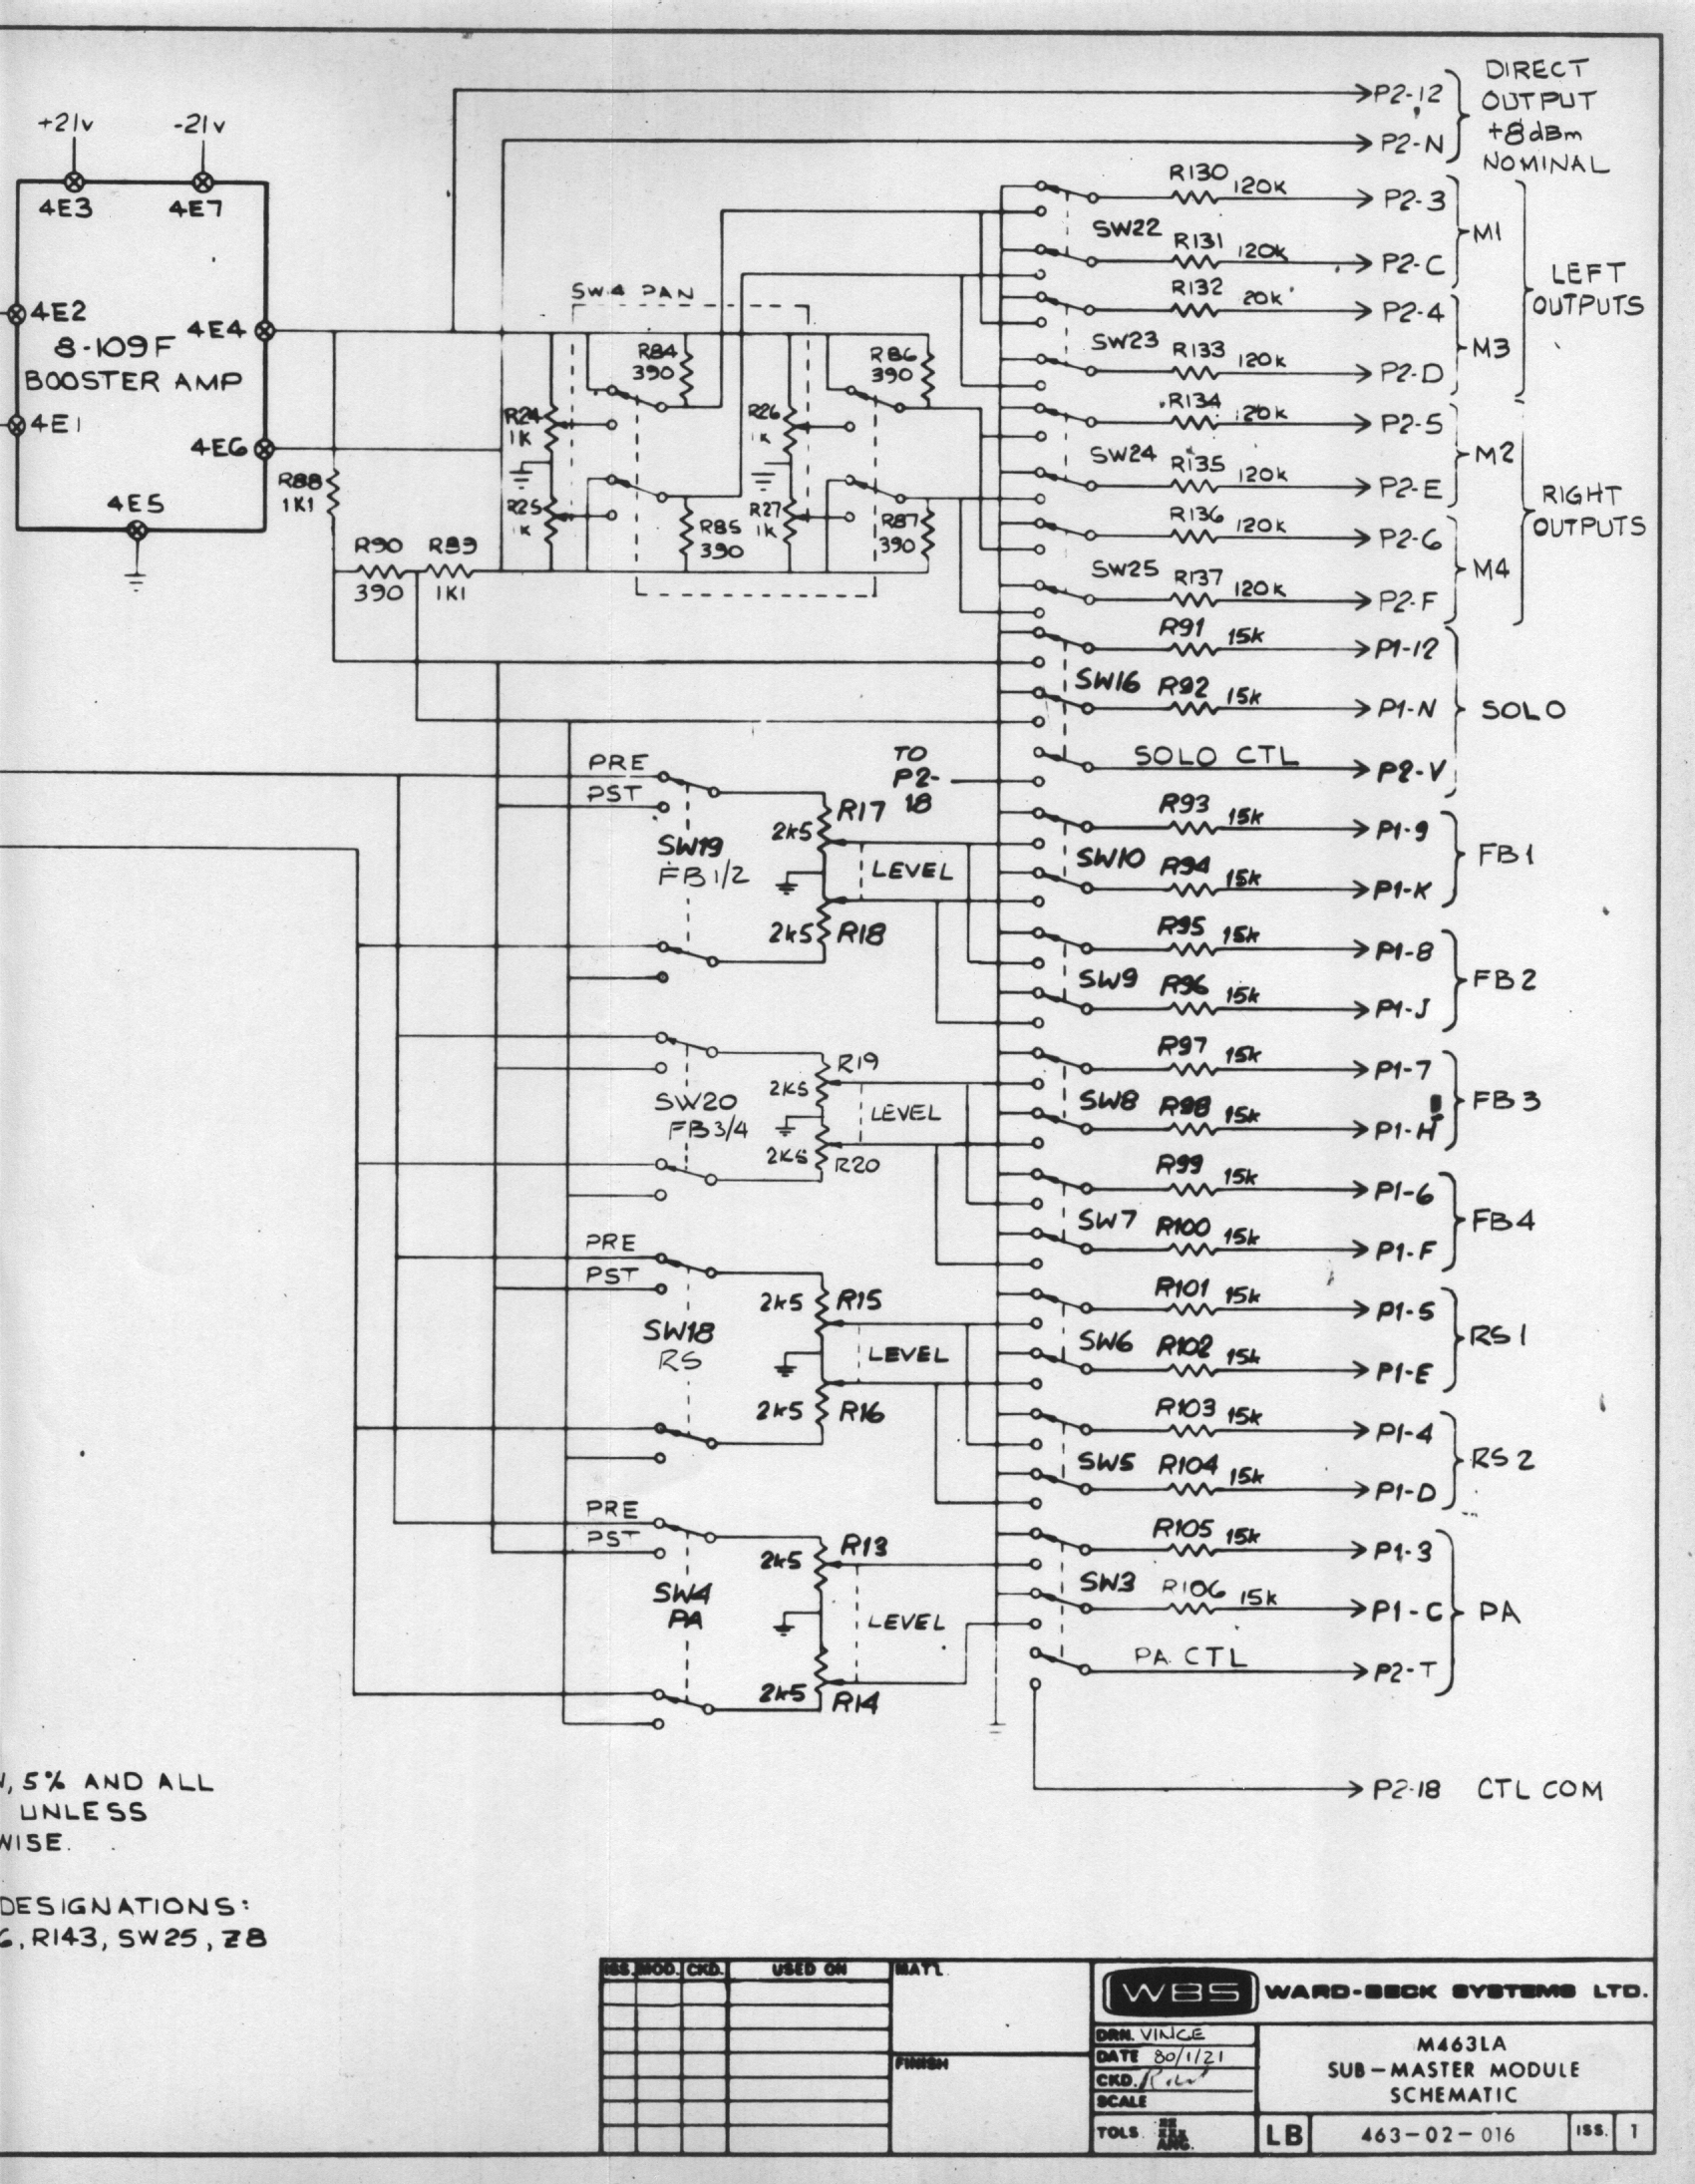 DIRECT
OUTPUT
+8dBm
NOMINAL
P2-12
P2-N
+21v
-21v
4E3
4E7
4E2
4E4
8-109F
BOOSTER AMP
4E1
4E6
4E5
R88
1K1
R90
390
R89
1K1
SW4 PAN
R84
390
R86
390
R24
1K
R26
1K
R25
1K
R85
390
R27
1K
R87
390
R130 120K P2-3
SW22
R131 120K P2-C
M1
R132 20K P2-4
SW23
R133 120K P2-D
M3
LEFT
OUTPUTS
R134 120K P2-5
SW24
R135 120K P2-E
M2
R136 120K P2-6
SW25
R137 120K P2-F
M4
RIGHT
OUTPUTS
R91 15K P1-12
SW16 R92 15K P1-N
SOLO
SOLO CTL P2-V
TO
P2-
18
R93 15K P1-9
SW10 R94 15K P1-K
FB1
R95 15K P1-8
SW9 R96 15K P1-J
FB2
R97 15K P1-7
SW8 R98 15K P1-H
FB3
R99 15K P1-6
SW7 R100 15K P1-F
FB4
R101 15K P1-5
SW6 R102 15K P1-E
RS1
R103 15K P1-4
SW5 R104 15K P1-D
RS2
R105 15K P1-3
SW3 R106 15K P1-C
PA
PA CTL P2-T
P2-18 CTL COM
PRE
PST
SW19
FB1/2
2K5 R17
LEVEL
2K5 R18
SW20
FB3/4
R19
2K5
LEVEL
2K5
R20
PRE
PST
SW18
RS
2K5 R15
LEVEL
2K5 R16
PRE
PST
SW4
PA
2K5 R13
LEVEL
2K5 R14
, 5% AND ALL
UNLESS
WISE.
DESIGNATIONS:
, R143, SW25, Z8
ISS. MOD. CKD. USED ON
MAT'L
FINISH
WBS WARD-BECK SYSTEMS LTD.
DRN. VINCE
DATE 80/1/21
CKD.
SCALE
TOLS. XX XXX ANG.
M463LA
SUB-MASTER MODULE
SCHEMATIC
LB 463-02-016 ISS. 1